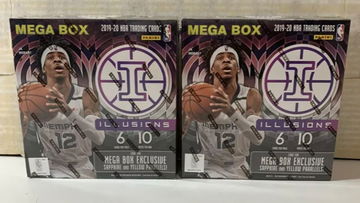 MEGA BOX
2019-20 NBA TRADING CARDS
PANINI
I
ILLUSIONS
6 10
MEMPHIS
12
MEGA BOX EXCLUSIVE
SAPPHIRE AND YELLOW PARALLELS!
MEGA BOX
2019-20 NBA TRADING CARDS
PANINI
I
ILLUSIONS
6 10
MEMPHIS
12
MEGA BOX EXCLUSIVE
SAPPHIRE AND YELLOW PARALLELS!